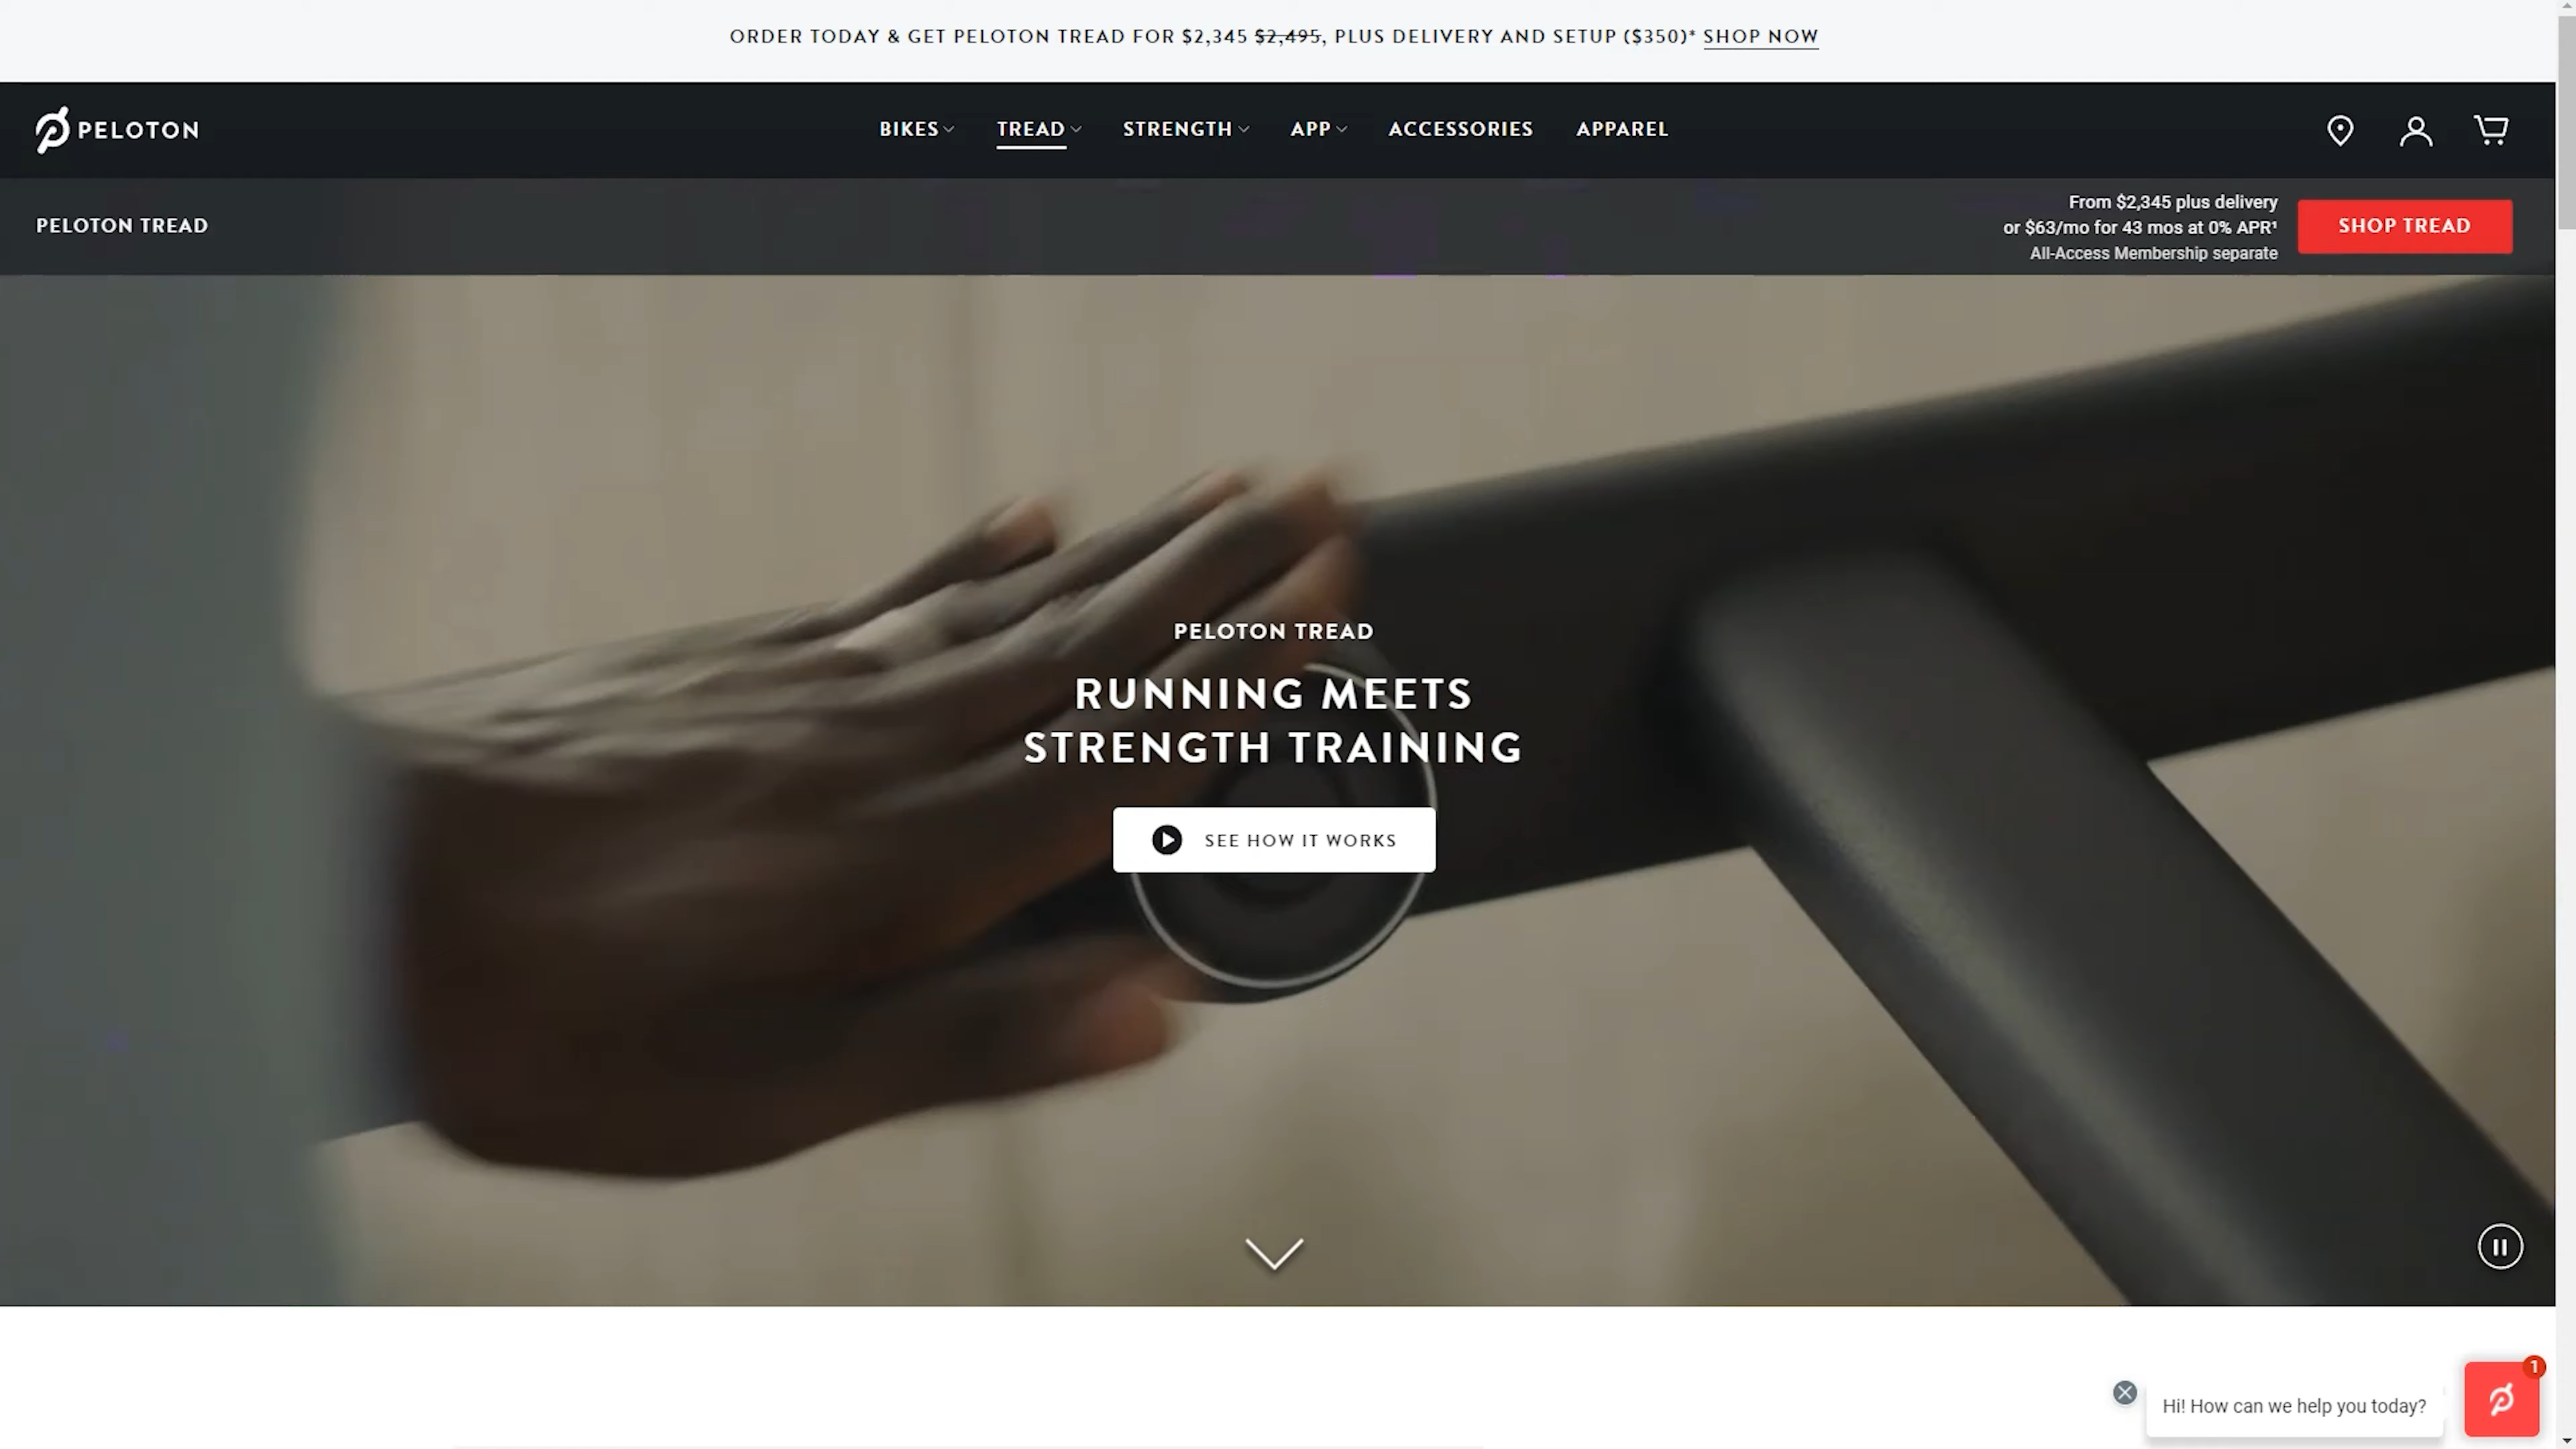 ORDER TODAY & GET PELOTON TREAD FOR $2,345 $2,495, PLUS DELIVERY AND SETUP ($350)* SHOP NOW
PELOTON
BIKES TREAD STRENGTH APP ACCESSORIES APPAREL
PELOTON TREAD
From $2,345 plus delivery
or $63/mo for 43 mos at 0% APR¹
All-Access Membership separate
SHOP TREAD
PELOTON TREAD
RUNNING MEETS
STRENGTH TRAINING
SEE HOW IT WORKS
1
Hi! How can we help you today?